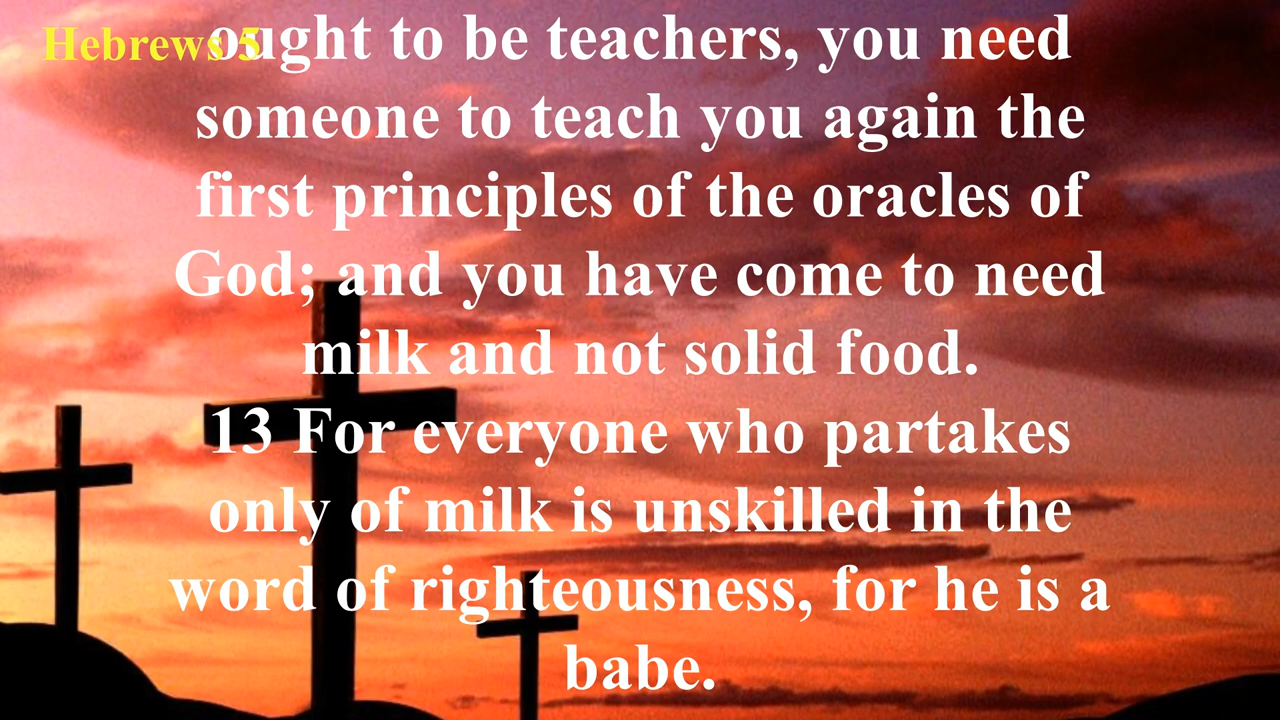 Hebrews 5
ought to be teachers, you need
someone to teach you again the
first principles of the oracles of
God; and you have come to need
milk and not solid food.
13 For everyone who partakes
only of milk is unskilled in the
word of righteousness, for he is a
babe.